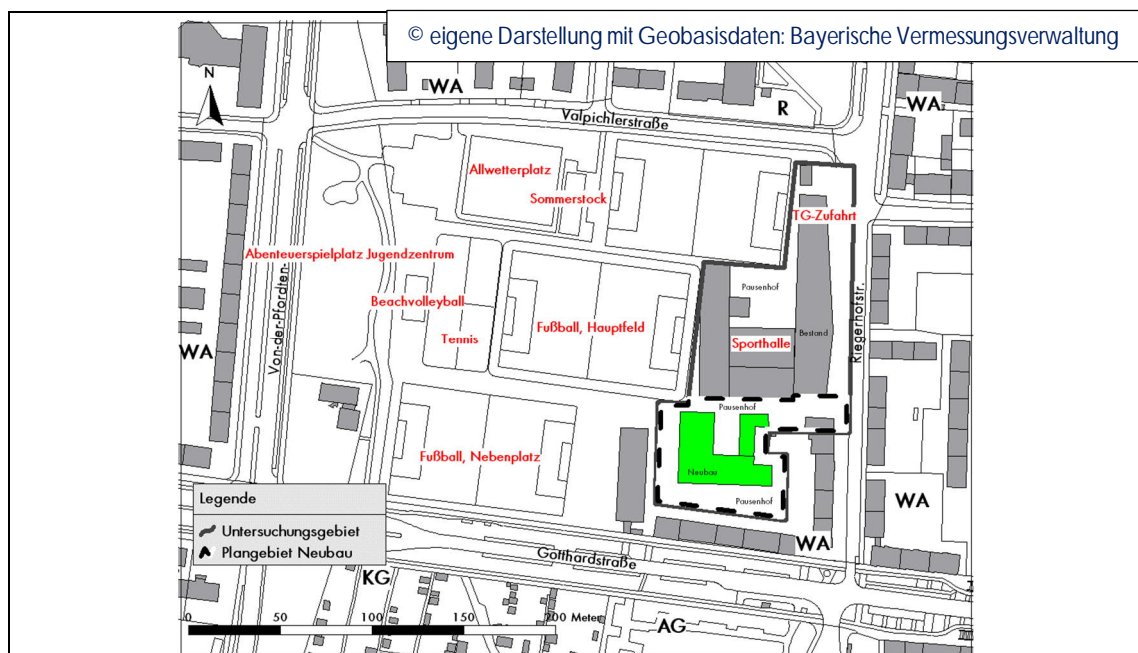 © eigene Darstellung mit Geobasisdaten: Bayerische Vermessungsverwaltung
N
WA
R
WA
Valpichlerstraße
Allwetterplatz
Sommerstock
TG-Zufahrt
Abenteuerspielplatz Jugendzentrum
Von-der-Pfordten-
Beachvolleyball
Tennis
Fußball, Hauptfeld
Pausenhof
Sporthalle
Bestand
Riegerhofstr.
WA
Pausenhof
Fußball, Nebenplatz
Neubau
Pausenhof
Legende
Untersuchungsgebiet
Plangebiet Neubau
WA
WA
Gotthardstraße
KG
AG
0 50 100 150 200 Meter